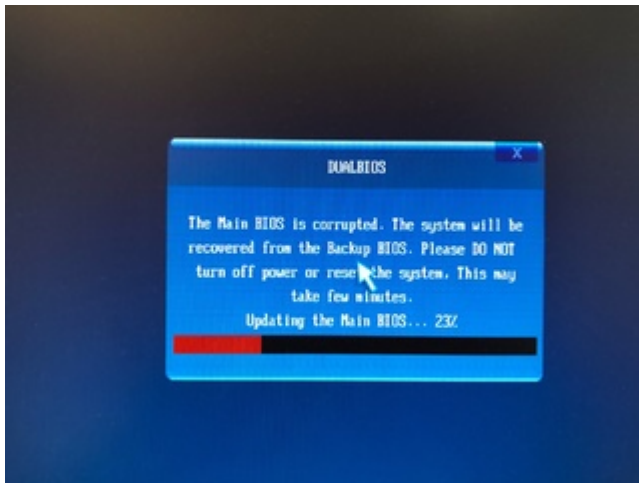 DUALBIOS
X
The Main BIOS is corrupted. The system will be
recovered from the Backup BIOS. Please DO NOT
turn off power or reset the system. This may
take few minutes.
Updating the Main BIOS... 23%